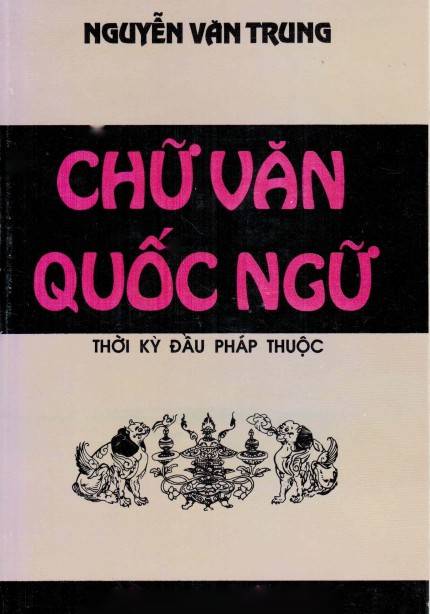 NGUYỄN VĂN TRUNG
CHỮ VĂN
QUỐC NGỮ
THỜI KỲ ĐẦU PHÁP THUỘC